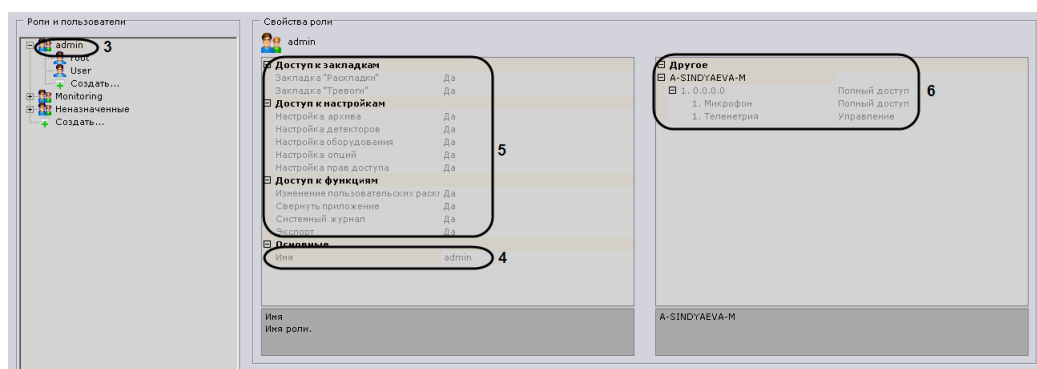 Роли и пользователи
admin 3
root
User
Создать...
Monitoring
Неназначенные
Создать...
Свойства роли
admin
Доступ к закладкам
Закладка "Раскладки" Да
Закладка "Тревоги" Да
Доступ к настройкам
Настройка архива Да
Настройка детекторов Да
Настройка оборудования Да
Настройка опций Да
Настройка прав доступа Да
5
Доступ к функциям
Изменение пользовательских раскл Да
Свернуть приложение Да
Системный журнал Да
Экспорт Да
Основные
Имя admin 4
Имя
Имя роли.
Другое
A-SINDYAEVA-M
1. 0.0.0.0 Полный доступ 6
1. Микрофон Полный доступ
1. Телеметрия Управление
A-SINDYAEVA-M